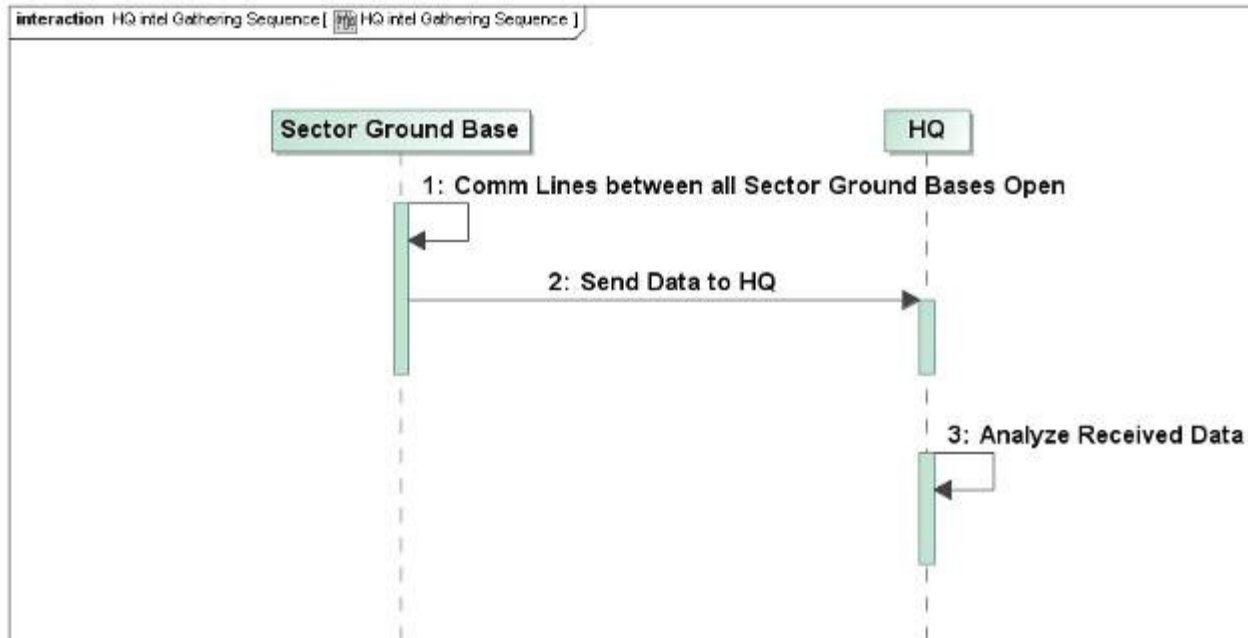 interaction HQ intel Gathering Sequence [ HQ intel Gathering Sequence ]
Sector Ground Base
HQ
1: Comm Lines between all Sector Ground Bases Open
2: Send Data to HQ
3: Analyze Received Data